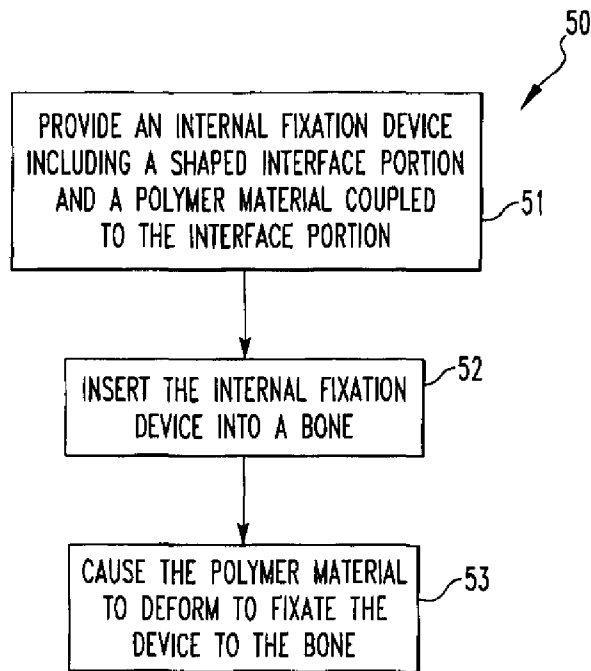 50
PROVIDE AN INTERNAL FIXATION DEVICE
INCLUDING A SHAPED INTERFACE PORTION
AND A POLYMER MATERIAL COUPLED
TO THE INTERFACE PORTION
51
INSERT THE INTERNAL FIXATION
DEVICE INTO A BONE
52
CAUSE THE POLYMER MATERIAL
TO DEFORM TO FIXATE THE
DEVICE TO THE BONE
53